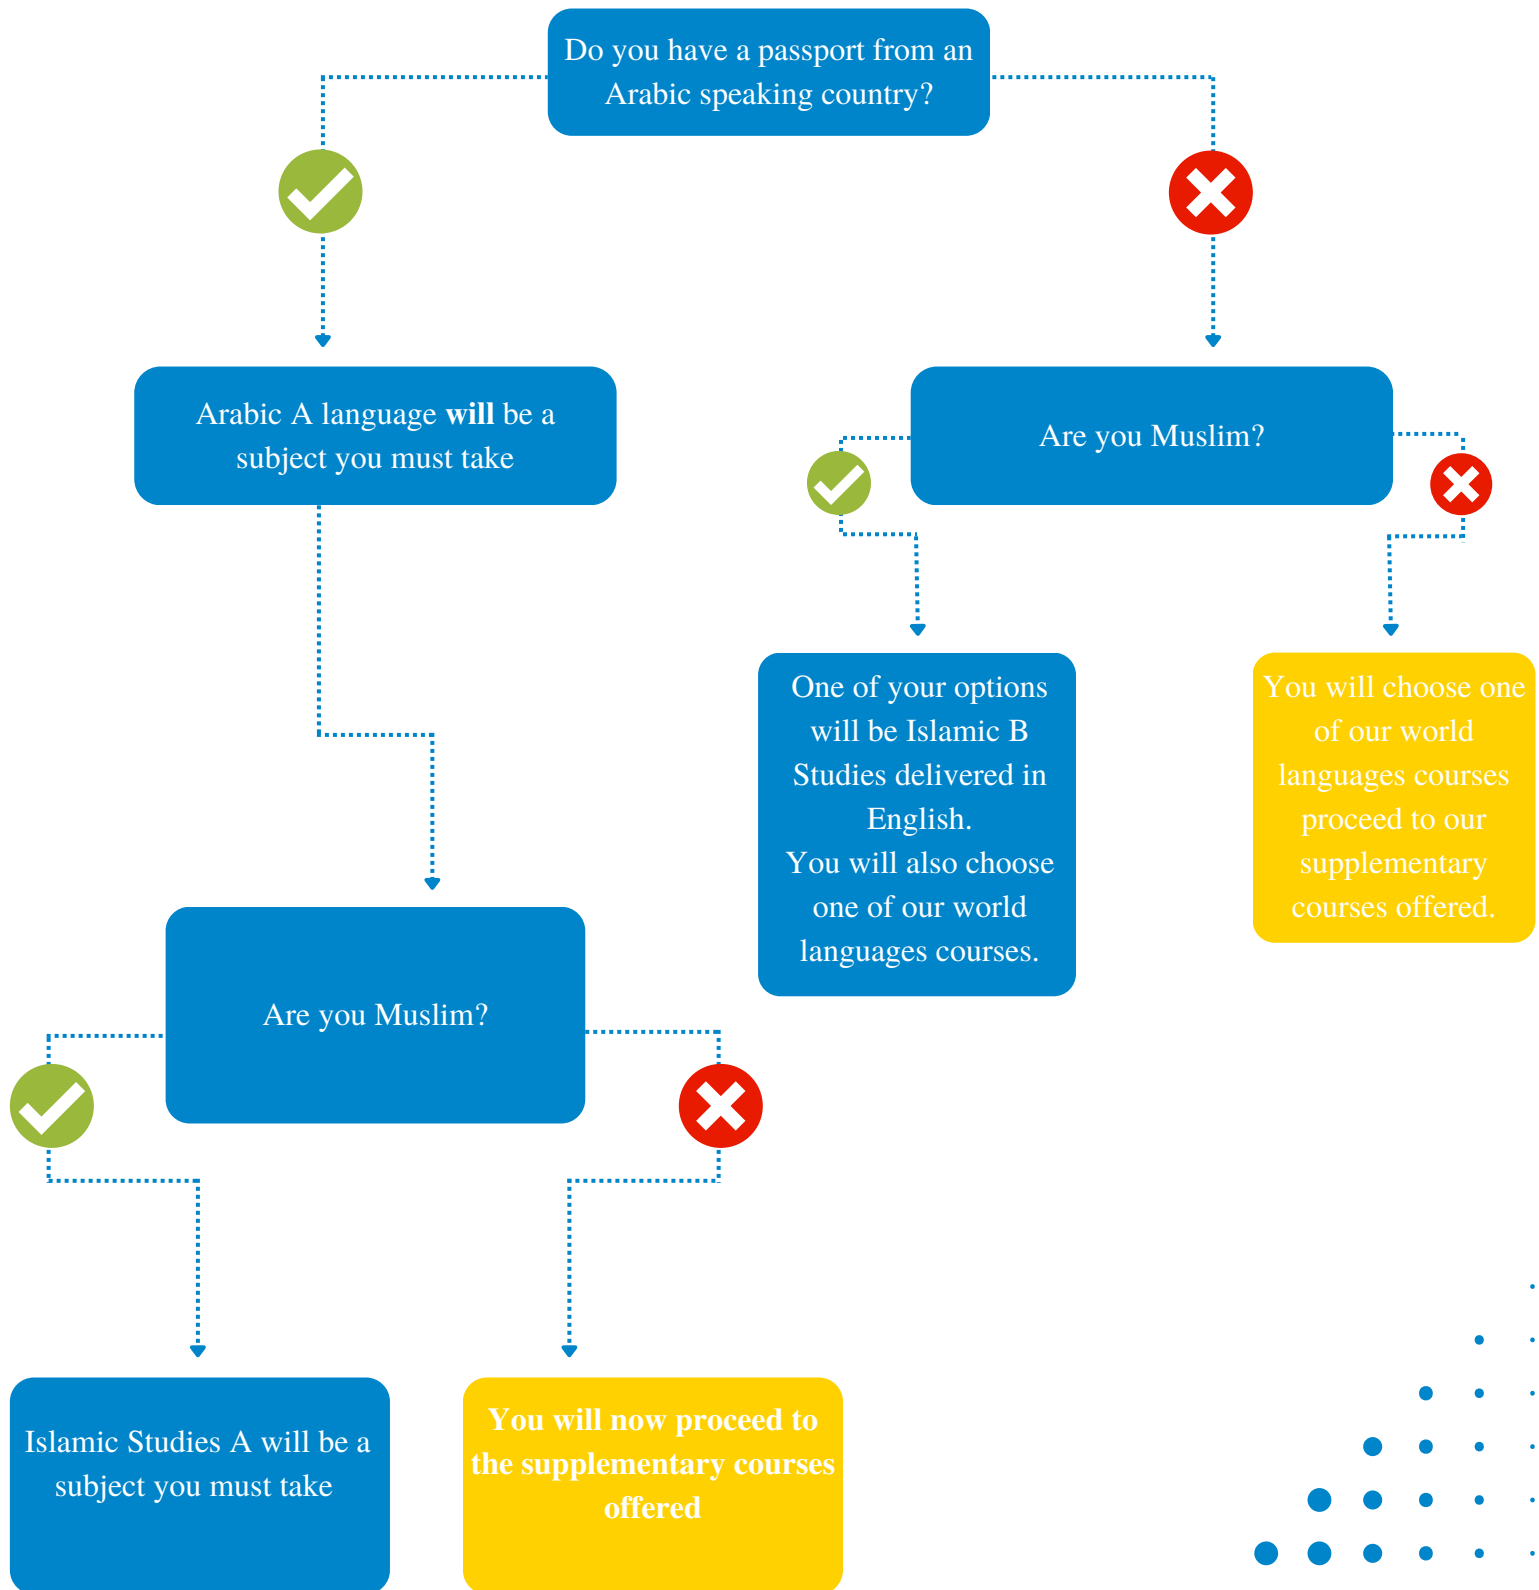 Do you have a passport from an
Arabic speaking country?
Arabic A language will be a
subject you must take
Are you Muslim?
One of your options
will be Islamic B
Studies delivered in
English.
You will also choose
one of our world
languages courses.
You will choose one
of our world
languages courses
proceed to our
supplementary
courses offered.
Are you Muslim?
Islamic Studies A will be a
subject you must take
You will now proceed to
the supplementary courses
offered